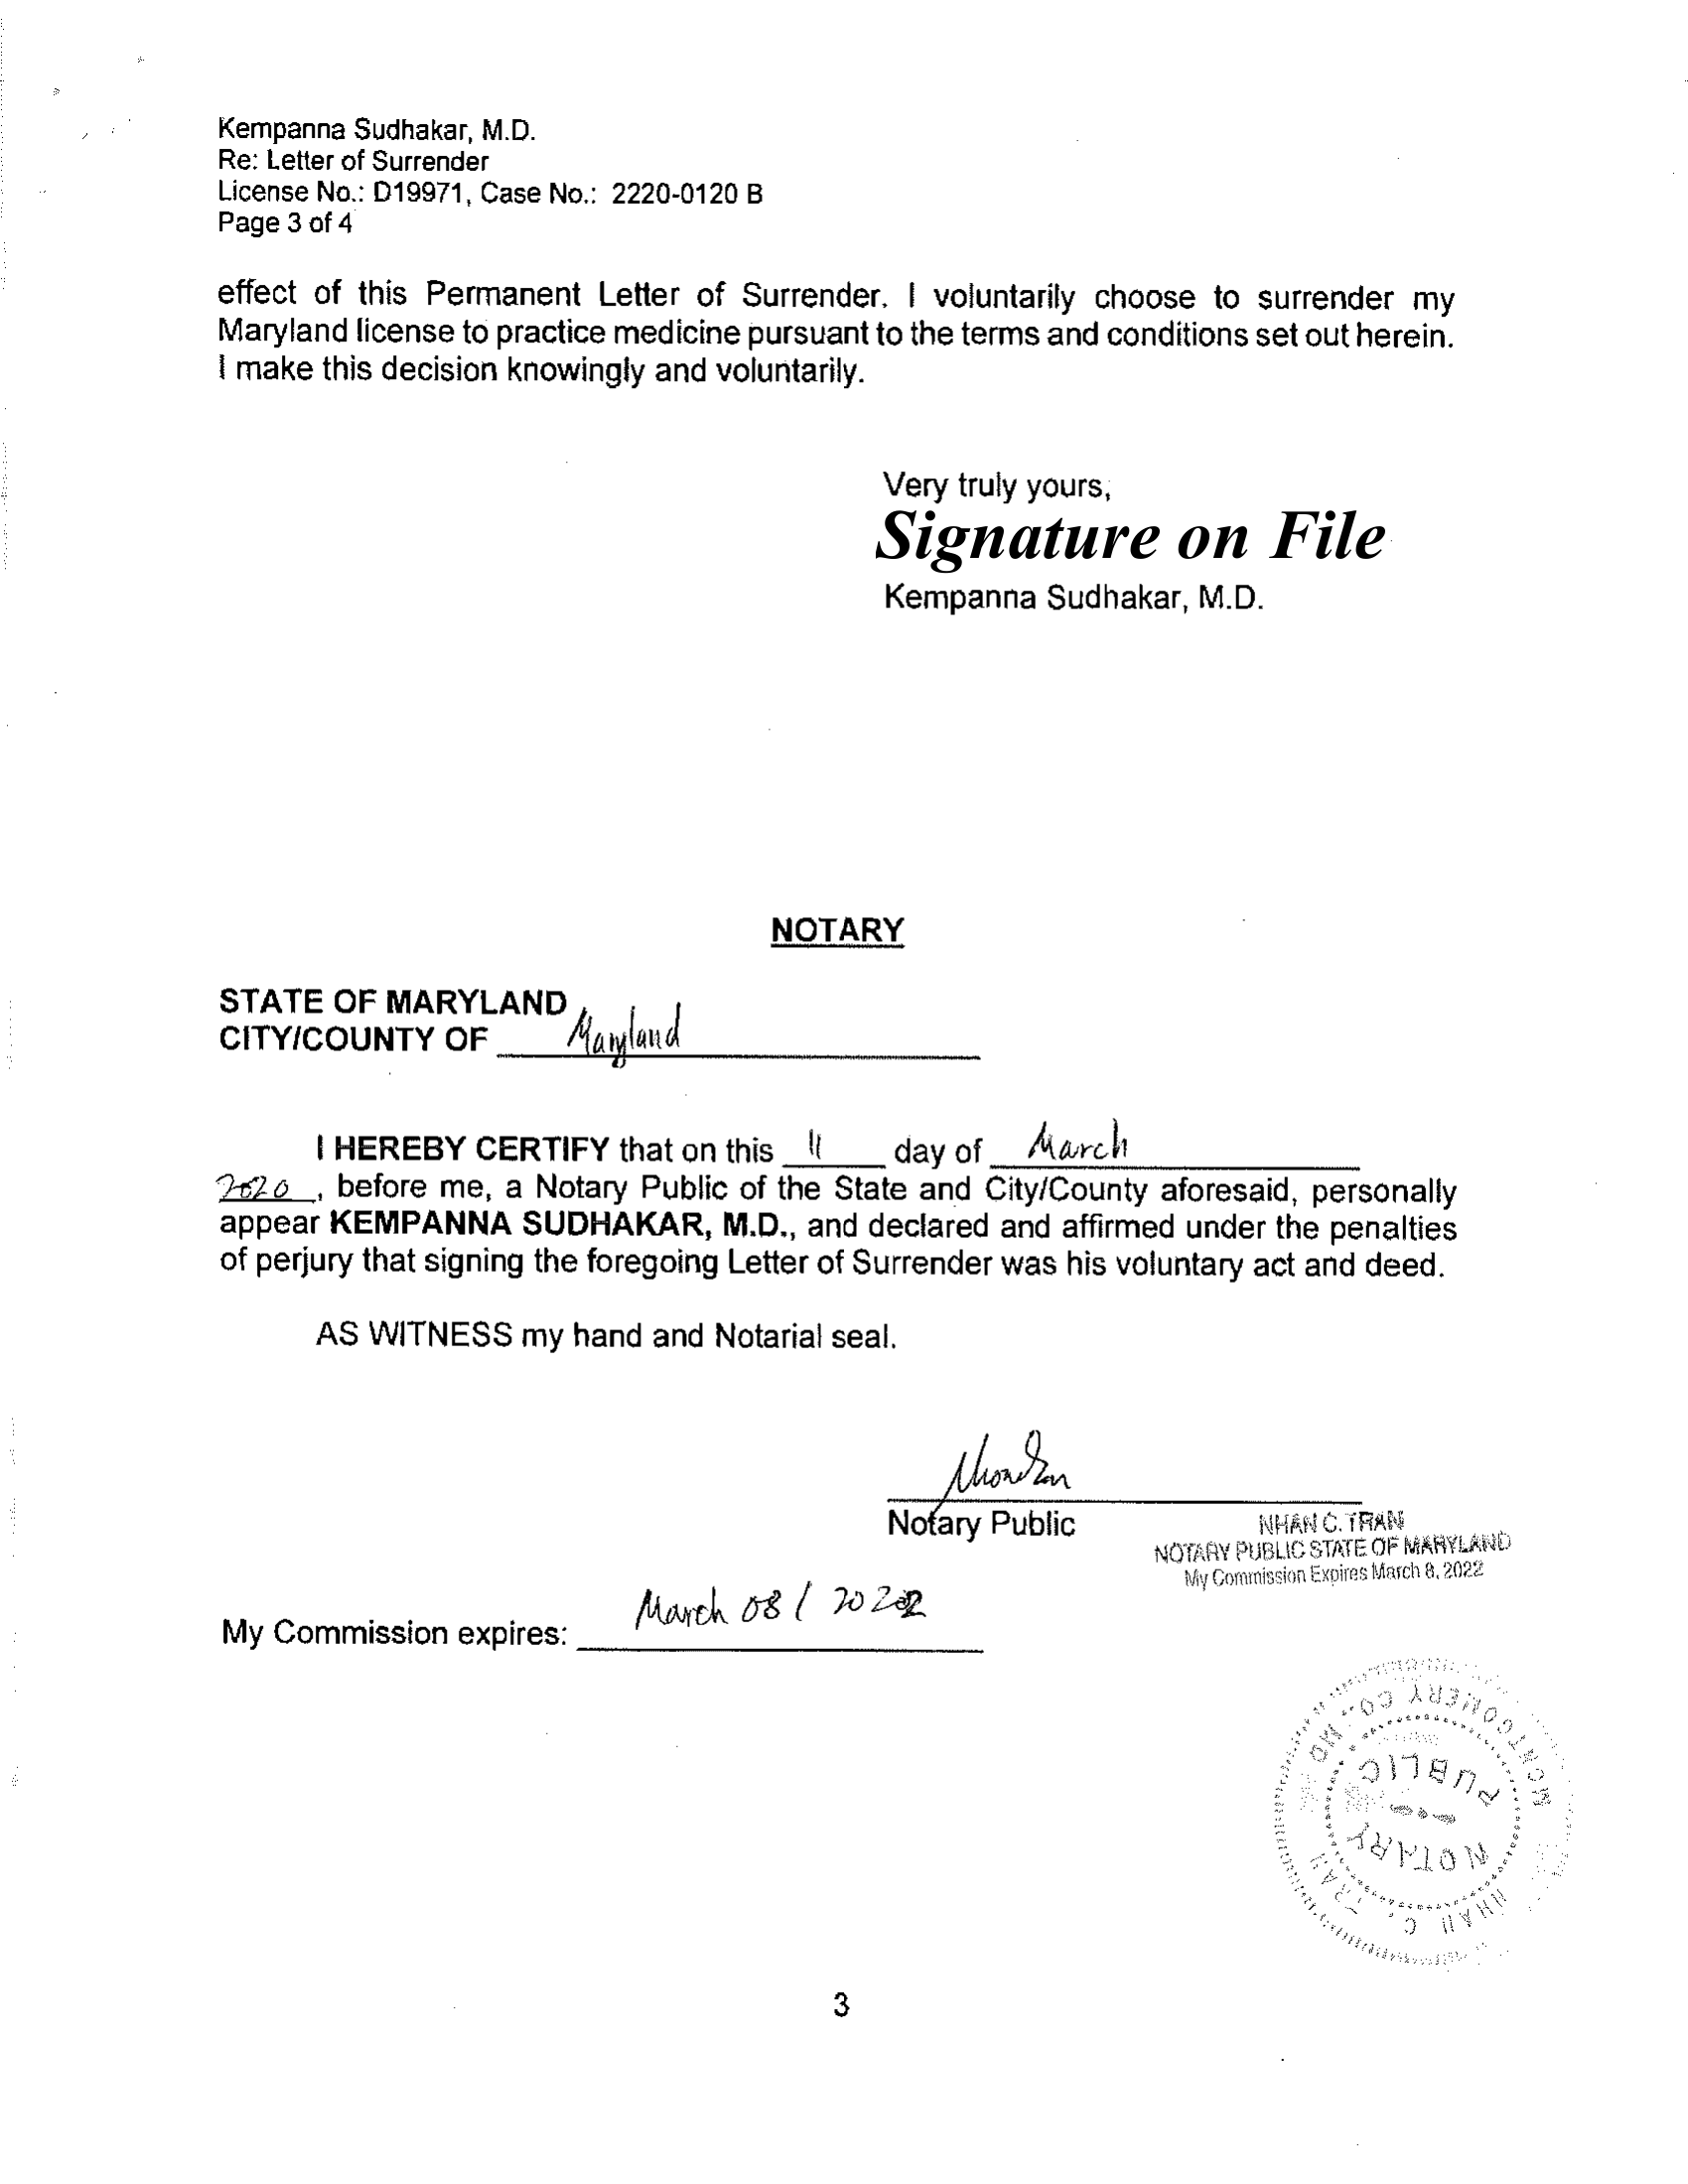 Kempanna Sudhakar, M.D.
Re: Letter of Surrender
License No.: D19971, Case No.: 2220-0120 B
Page 3 of 4
effect of this Permanent Letter of Surrender. I voluntarily choose to surrender my
Maryland license to practice medicine pursuant to the terms and conditions set out herein.
I make this decision knowingly and voluntarily.
Very truly yours,
Signature on File
Kempanna Sudhakar, M.D.
NOTARY
STATE OF MARYLAND
CITY/COUNTY OF Maryland
I HEREBY CERTIFY that on this 11 day of March
2020, before me, a Notary Public of the State and City/County aforesaid, personally
appear KEMPANNA SUDHAKAR, M.D., and declared and affirmed under the penalties
of perjury that signing the foregoing Letter of Surrender was his voluntary act and deed.
AS WITNESS my hand and Notarial seal.
Notary Public
NHAN C. TRAN
NOTARY PUBLIC STATE OF MARYLAND
My Commission Expires March 8, 2022
My Commission expires: March 08 / 2022
NHAN C. TRAN
NOTARY
PUBLIC
MONTGOMERY CO., MD
3